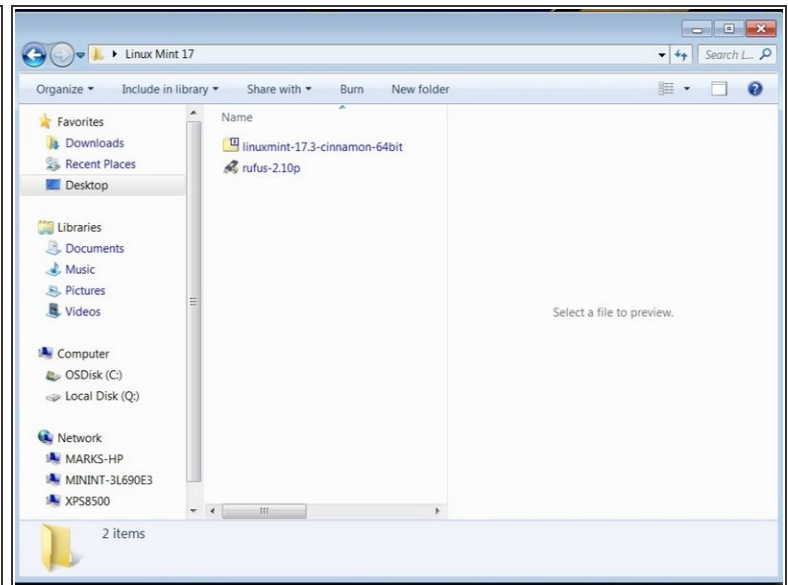 Linux Mint 17
Search L...
Organize
Include in library
Share with
Burn
New folder
Favorites
Downloads
Recent Places
Desktop
Libraries
Documents
Music
Pictures
Videos
Computer
OSDisk (C:)
Local Disk (Q:)
Network
MARKS-HP
MININT-3L690E3
XPS8500
Name
linuxmint-17.3-cinnamon-64bit
rufus-2.10p
Select a file to preview.
2 items